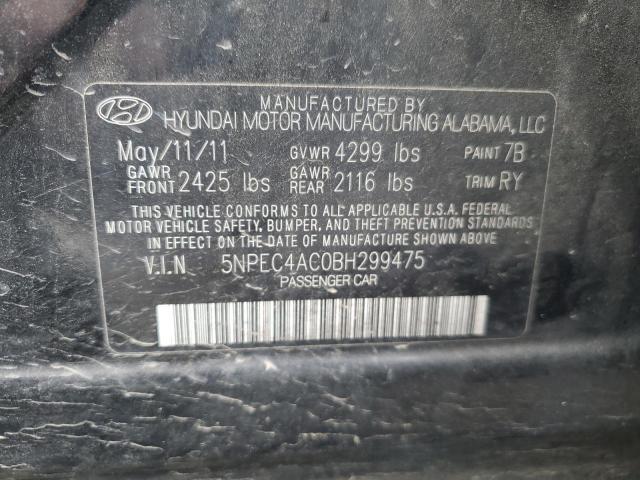 MANUFACTURED BY
HYUNDAI MOTOR MANUFACTURING ALABAMA, LLC
May/11/11 GVWR 4299 lbs PAINT 7B
GAWR FRONT 2425 lbs GAWR REAR 2116 lbs TRIM RY
THIS VEHICLE CONFORMS TO ALL APPLICABLE U.S.A. FEDERAL
MOTOR VEHICLE SAFETY, BUMPER, AND THEFT PREVENTION STANDARDS
IN EFFECT ON THE DATE OF MANUFACTURE SHOWN ABOVE.
V.I.N 5NPEC4AC0BH299475
PASSENGER CAR